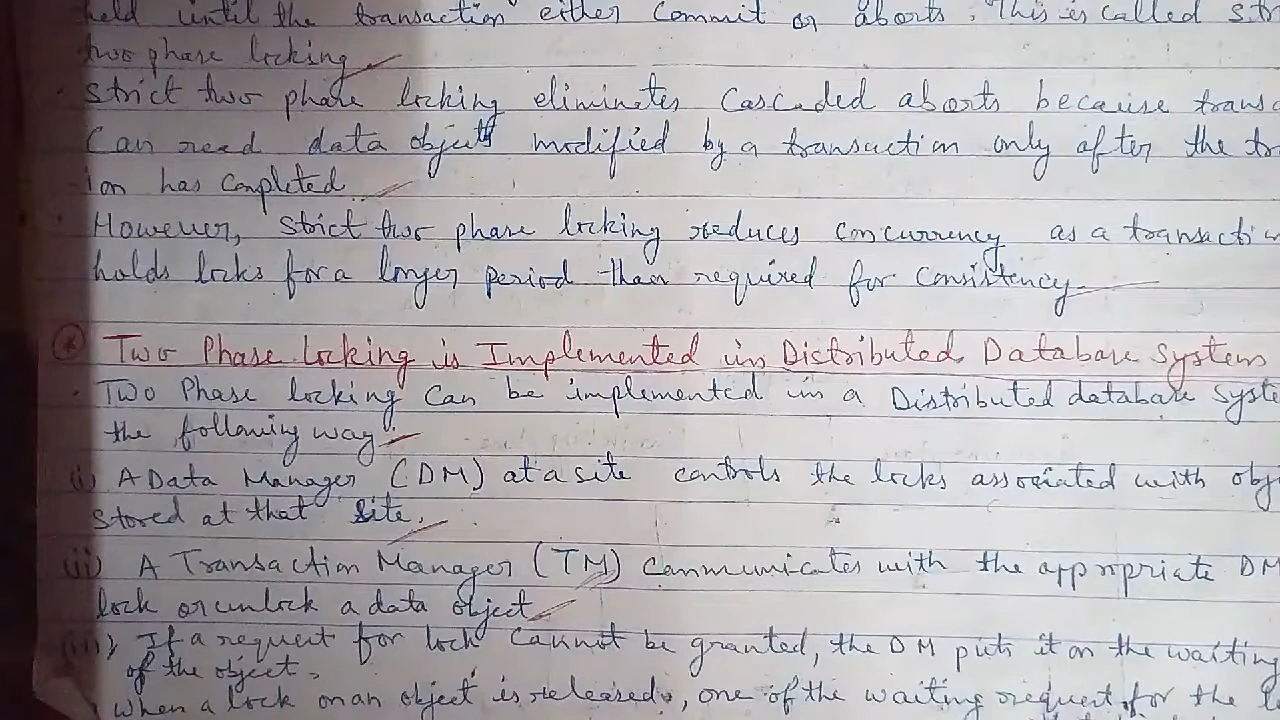 held until the transaction either commit or aborts. This is called str
two phase locking
. Strict two phase locking eliminates Cascaded aborts because transa
Can read data objects modified by a transaction only after the tra
ion has completed
. However, strict two phase locking reduces concurrency as a transaction
holds locks for a longer period than required for consistency
* Two Phase Locking is Implemented in Distributed Database System
. Two Phase locking Can be implemented in a Distributed database Syste
the following way:
(i) A Data Manager (DM) at a site controls the locks associated with obj
stored at that site.
(ii) A Transaction Manager (TM) Communicates with the appropriate DM
lock or unlock a data object
(iii) If a request for lock cannot be granted, the DM puts it on the waiting
of the object.
When a lock on an object is released, one of the waiting request for the l